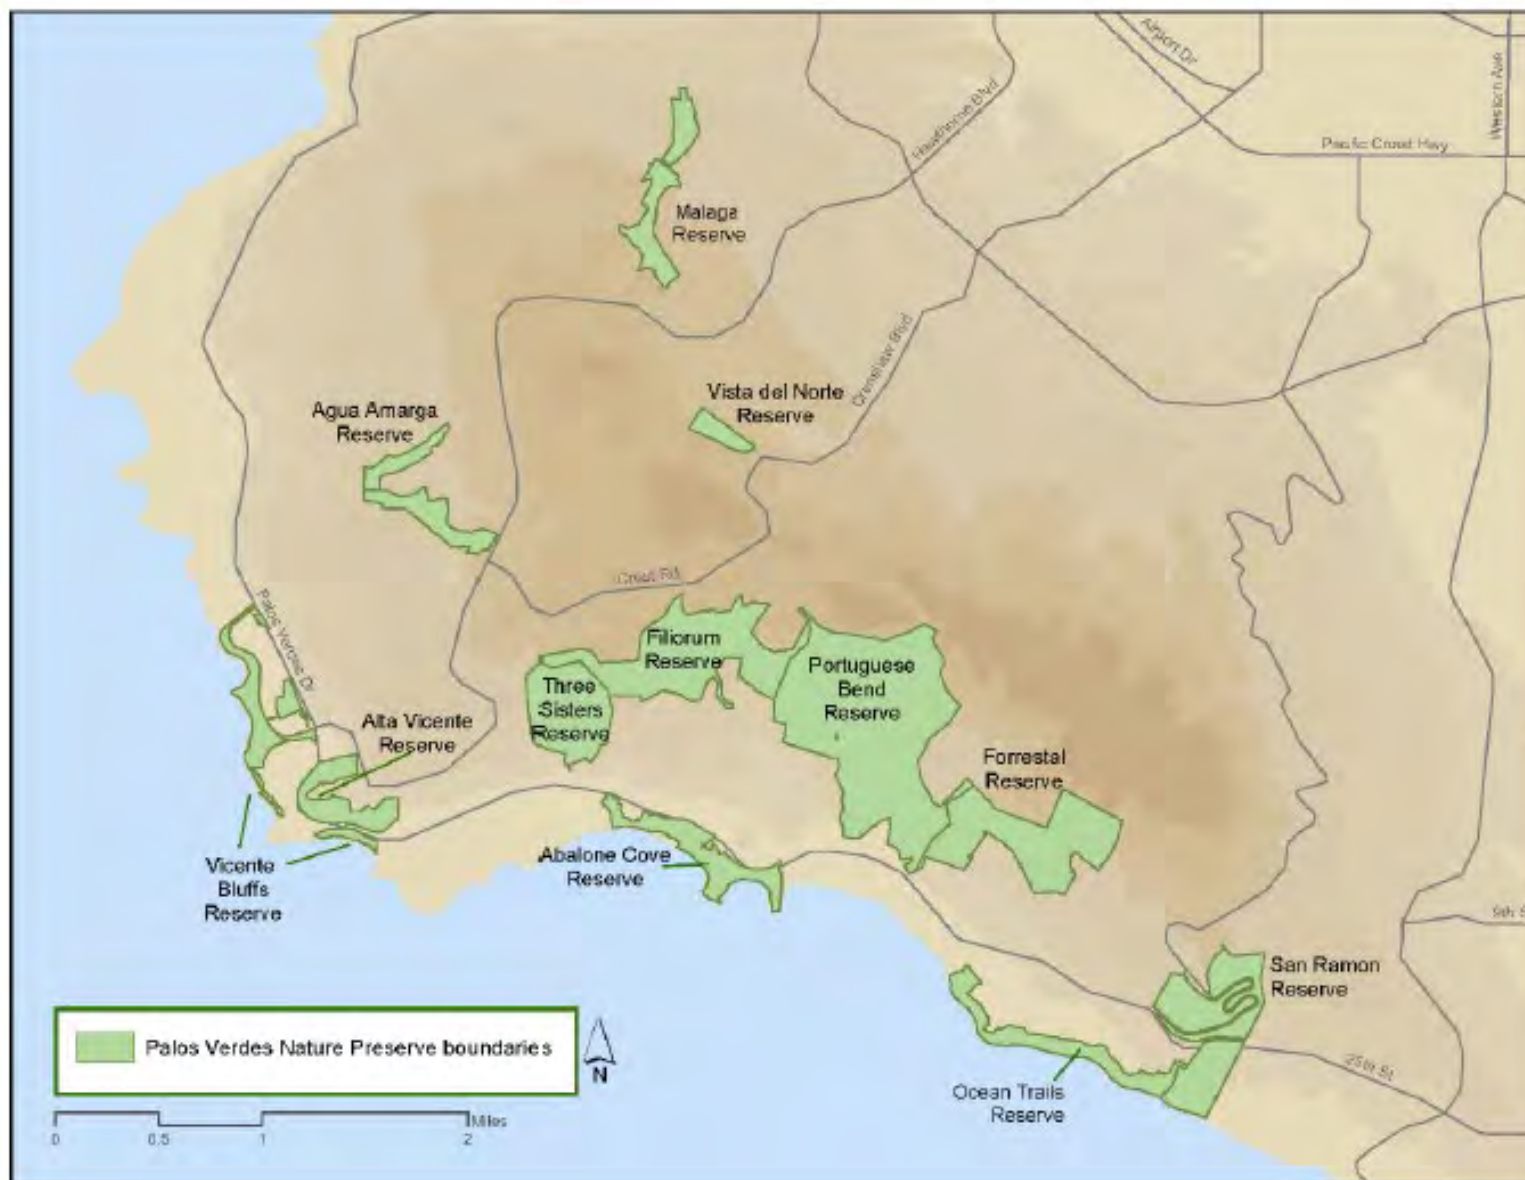 Airport Dr
Western Ave
Hawthorne Blvd
Pacific Coast Hwy
Malaga
Reserve
Crenshaw Blvd
Vista del Norte
Reserve
Agua Amarga
Reserve
Crest Rd
Palos Verdes Dr
Filiorum
Reserve
Portuguese
Bend
Reserve
Three
Sisters
Reserve
Alta Vicente
Reserve
Forrestal
Reserve
Abalone Cove
Reserve
Vicente
Bluffs
Reserve
9th S
San Ramon
Reserve
25th St
Ocean Trails
Reserve
Palos Verdes Nature Preserve boundaries
N
Miles
0 0.5 1 2